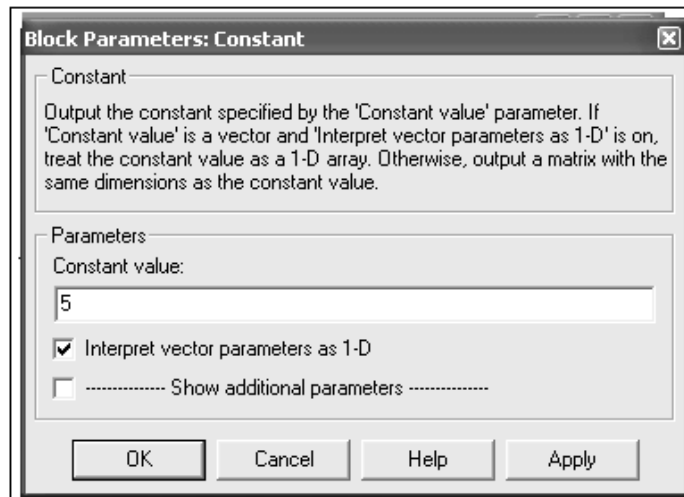 Block Parameters: Constant
Constant
Output the constant specified by the 'Constant value' parameter. If
'Constant value' is a vector and 'Interpret vector parameters as 1-D' is on,
treat the constant value as a 1-D array. Otherwise, output a matrix with the
same dimensions as the constant value.
Parameters
Constant value:
5
Interpret vector parameters as 1-D
--------------- Show additional parameters ---------------
OK Cancel Help Apply